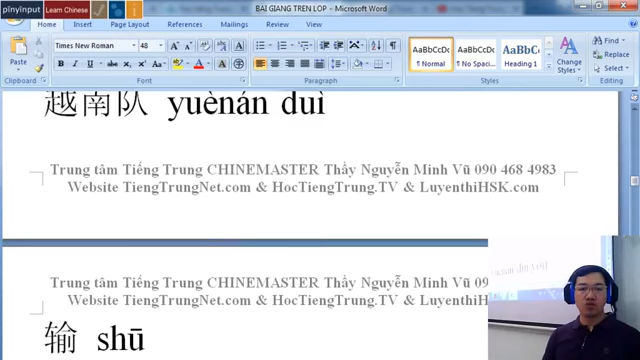 pinyinput
Learn Chinese
BAI GIANG TREN LOP - Microsoft Word
Home
Insert
Page Layout
References
Mailings
Review
View
Paste
Clipboard
Times New Roman
48
Font
Paragraph
AaBbCcDc
AaBbCcDc
AaBbCc
¶ Normal
¶ No Spaci...
Heading 1
Change
Styles
Styles
Find
Replace
Select
Editing
越南队 yuènán duì
Trung tâm Tiếng Trung CHINEMASTER Thầy Nguyễn Minh Vũ 090 468 4983
Website TiengTrungNet.com & HocTiengTrung.TV & LuyenthiHSK.com
Trung tâm Tiếng Trung CHINEMASTER Thầy Nguyễn Minh Vũ
Website TiengTrungNet.com & HocTiengTrung.TV &
输 shū